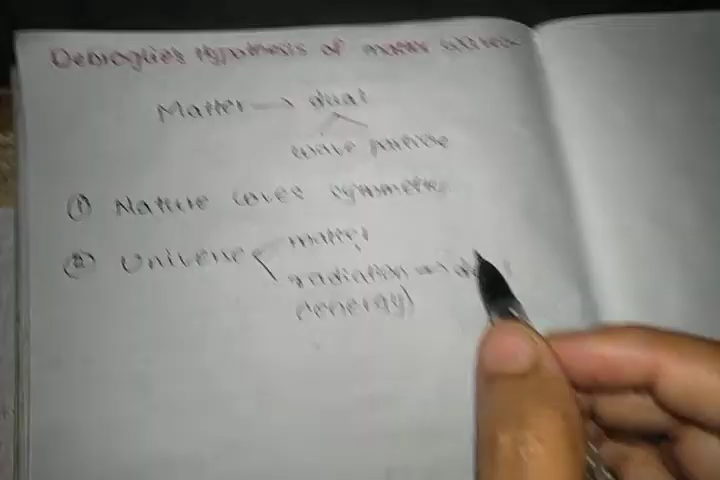 Debroglie's Hypothesis of matter waves
Matter → dual
wave particle
① Nature loves symmetry
② Universe matter
radiation → dual
(energy)